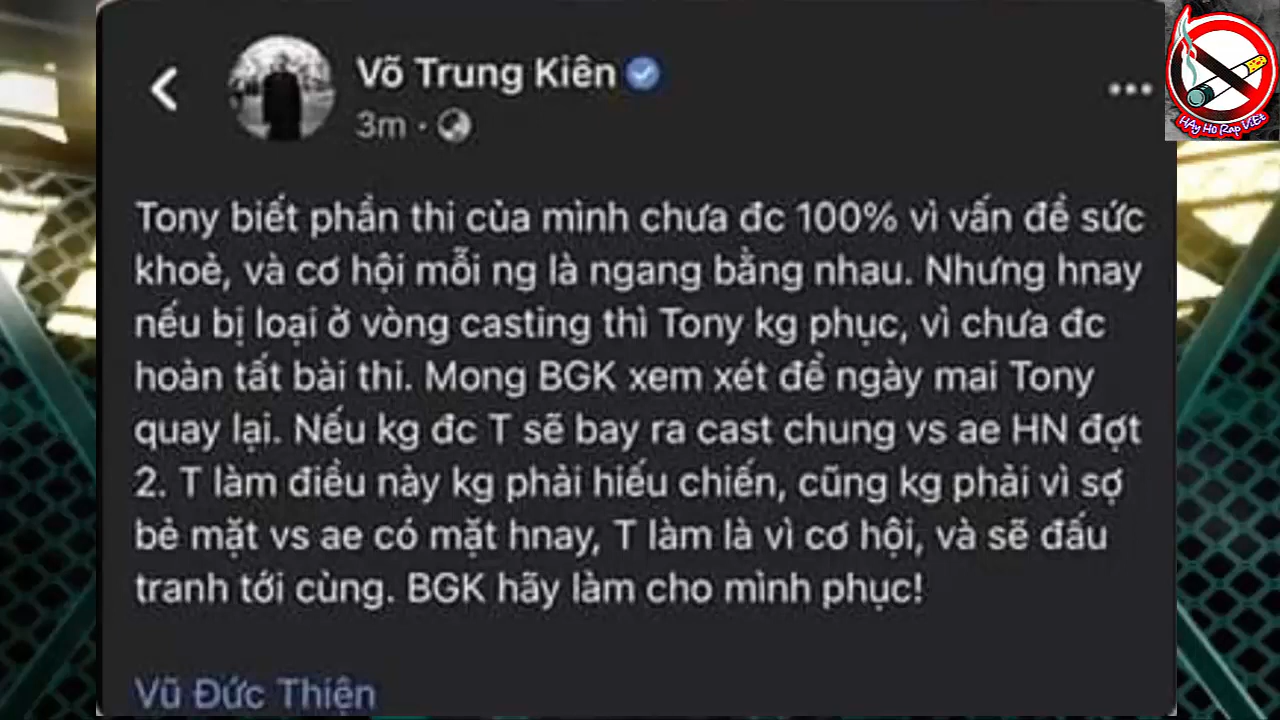 Võ Trung Kiên
3m
Tony biết phần thi của mình chưa đc 100% vì vấn đề sức
khoẻ, và cơ hội mỗi ng là ngang bằng nhau. Nhưng hnay
nếu bị loại ở vòng casting thì Tony kg phục, vì chưa đc
hoàn tất bài thi. Mong BGK xem xét để ngày mai Tony
quay lại. Nếu kg đc T sẽ bay ra cast chung vs ae HN đợt
2. T làm điều này kg phải hiếu chiến, cũng kg phải vì sợ
bẻ mặt vs ae có mặt hnay, T làm là vì cơ hội, và sẽ đấu
tranh tới cùng. BGK hãy làm cho mình phục!
Vũ Đức Thiện
HAy Ho Rap ViEt